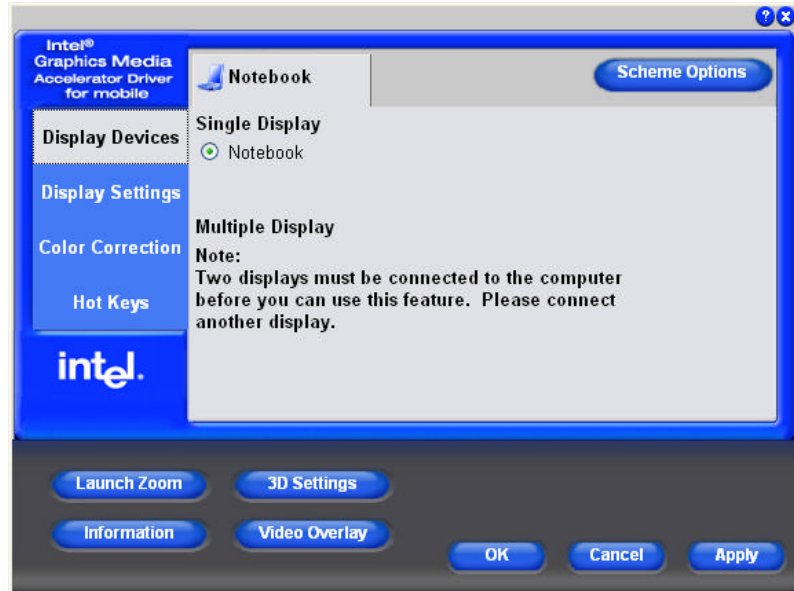 Intel®
Graphics Media
Accelerator Driver
for mobile
Notebook
Scheme Options
Display Devices
Display Settings
Color Correction
Hot Keys
intel.
Single Display
Notebook
Multiple Display
Note:
Two displays must be connected to the computer
before you can use this feature. Please connect
another display.
Launch Zoom
3D Settings
Information
Video Overlay
OK
Cancel
Apply